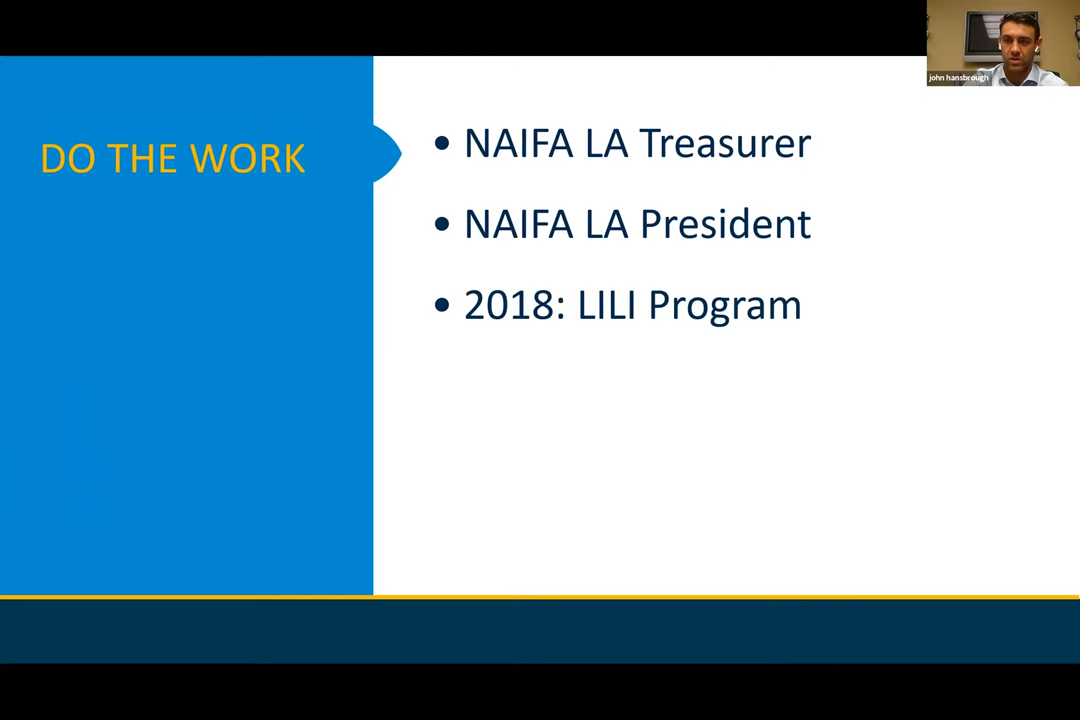 john hansbrough
DO THE WORK
• NAIFA LA Treasurer
• NAIFA LA President
• 2018: LILI Program